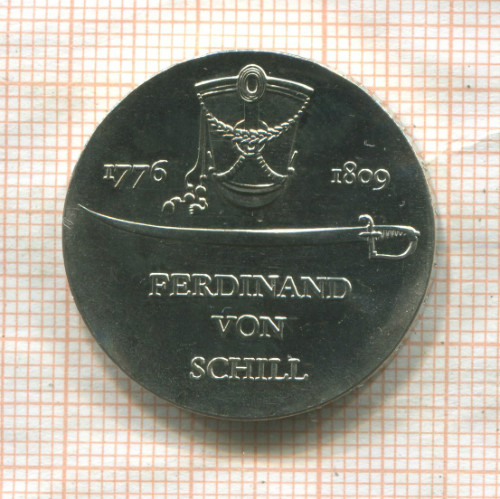 1776 1809
FERDINAND
VON
SCHILL